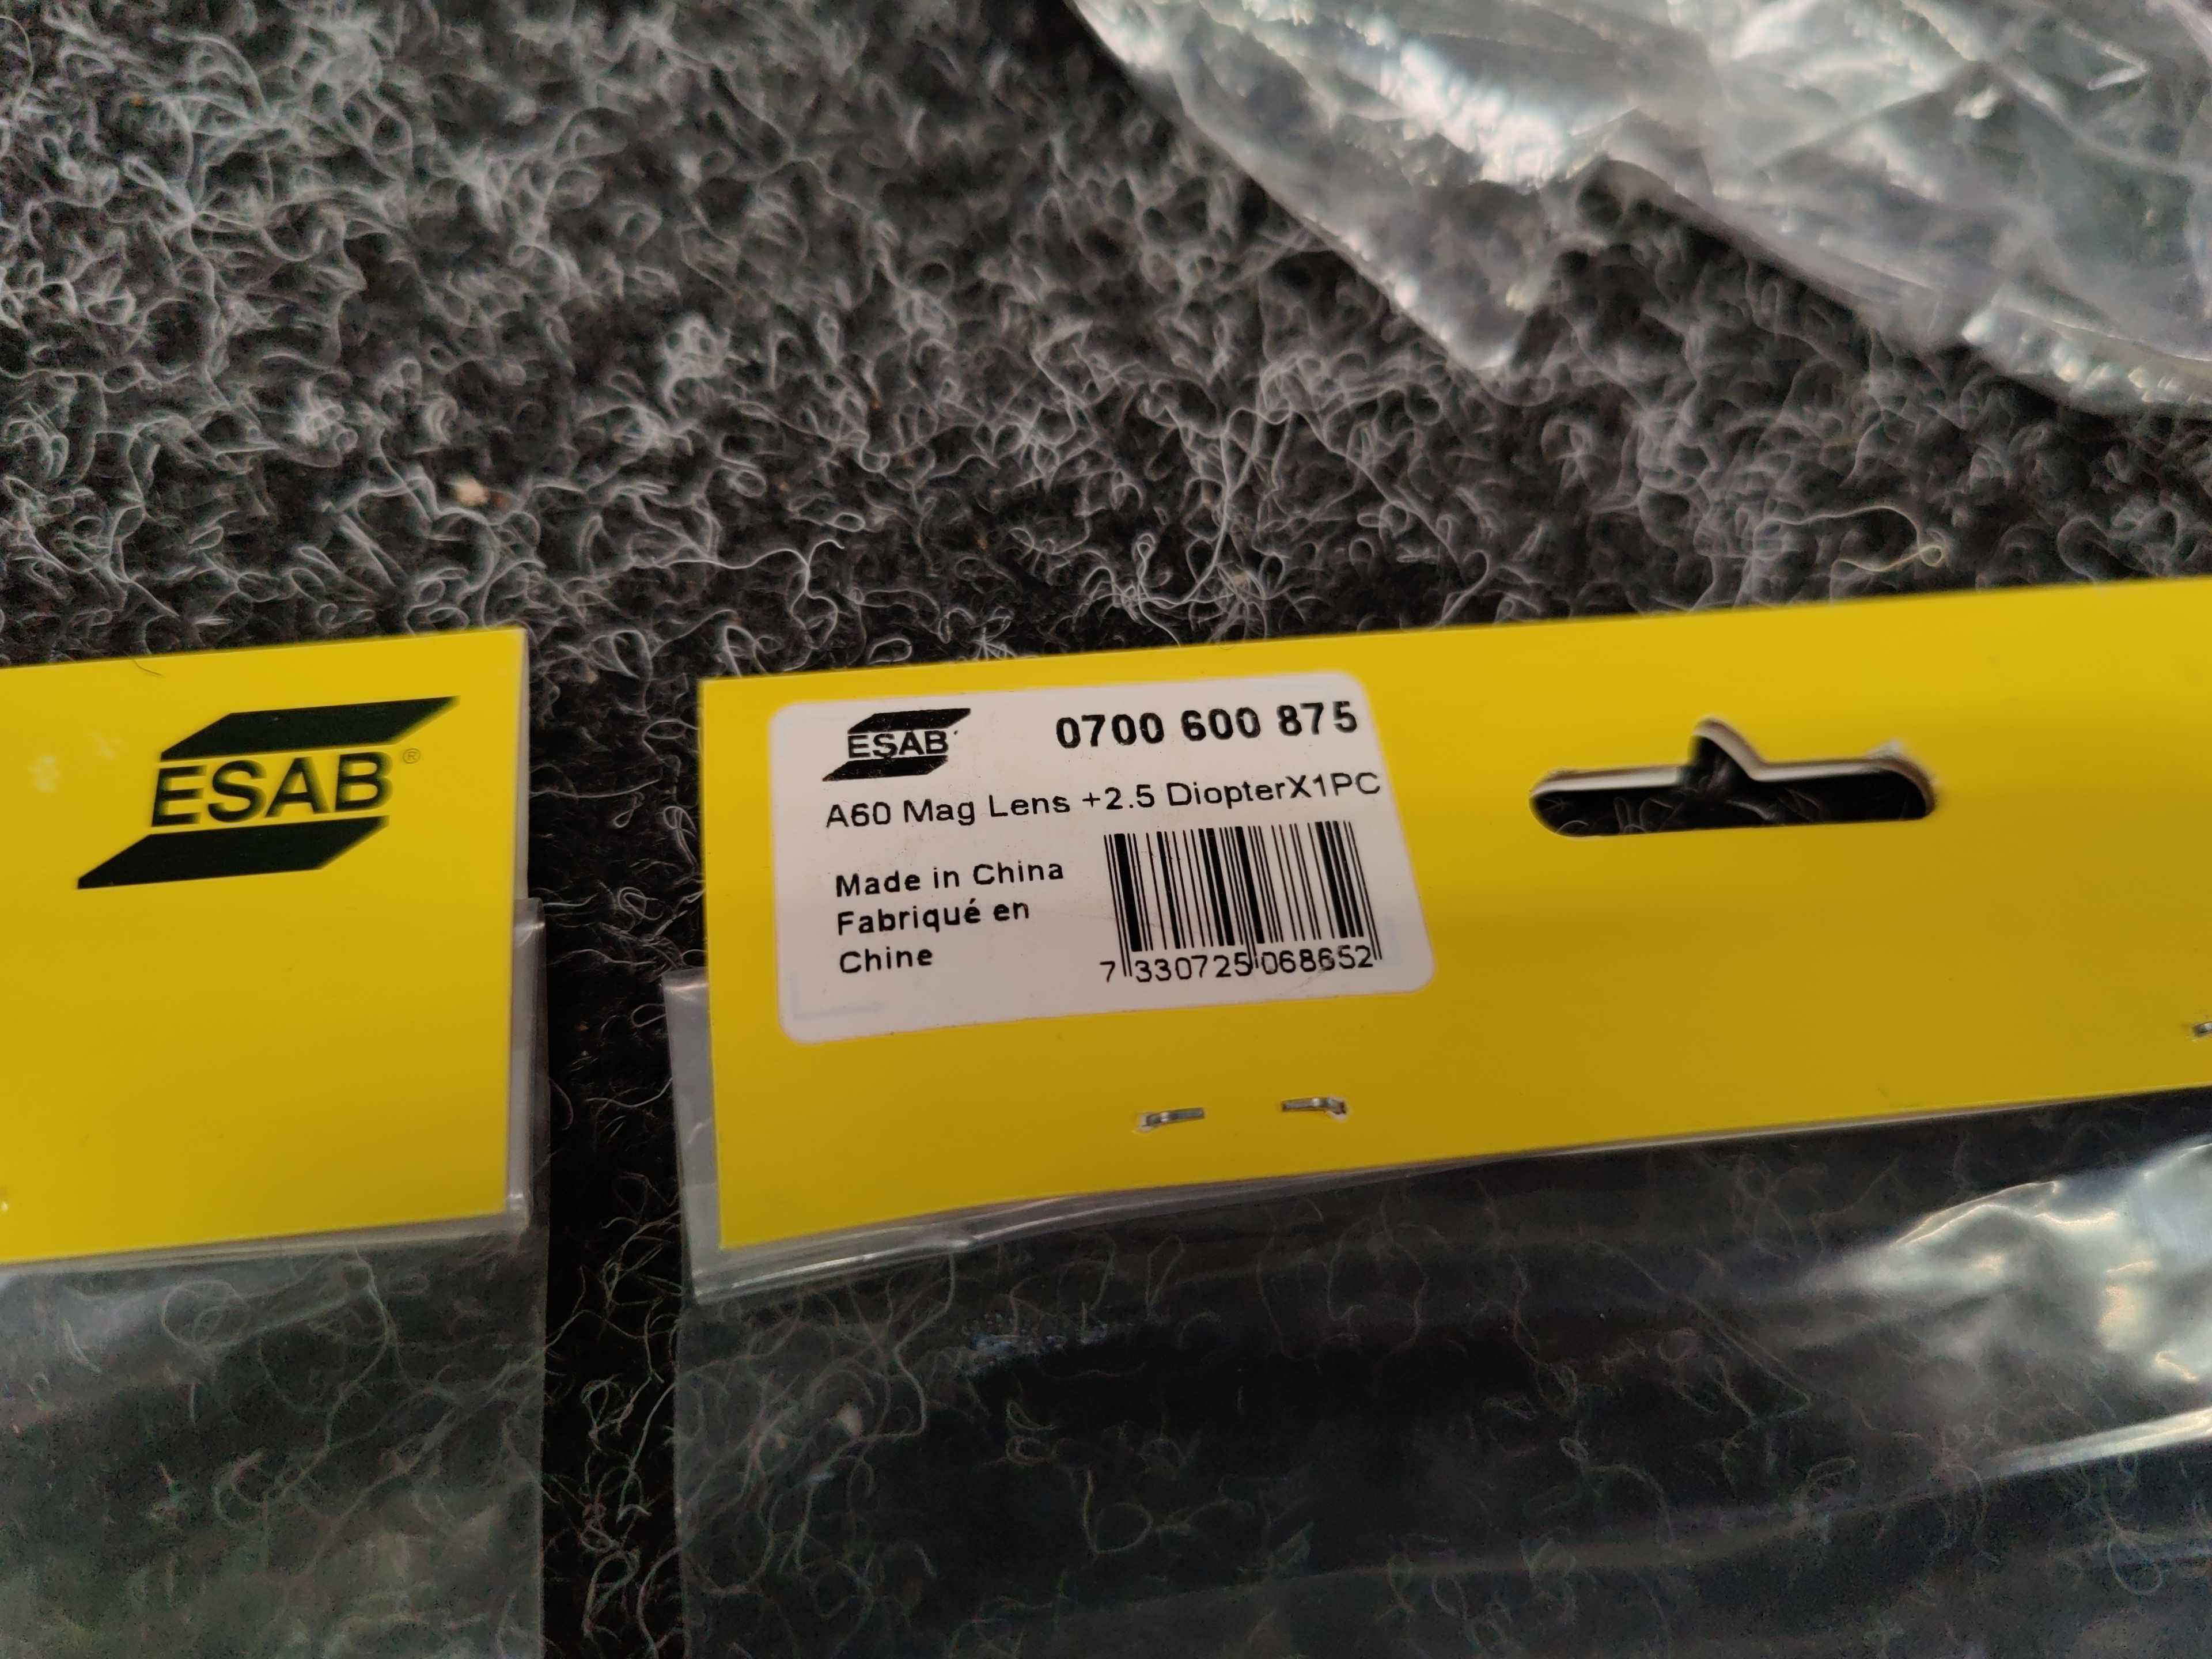 ESAB®
ESAB
0700 600 875
A60 Mag Lens +2.5 DiopterX1PC
Made in China
Fabriqué en
Chine
7 330725 068652